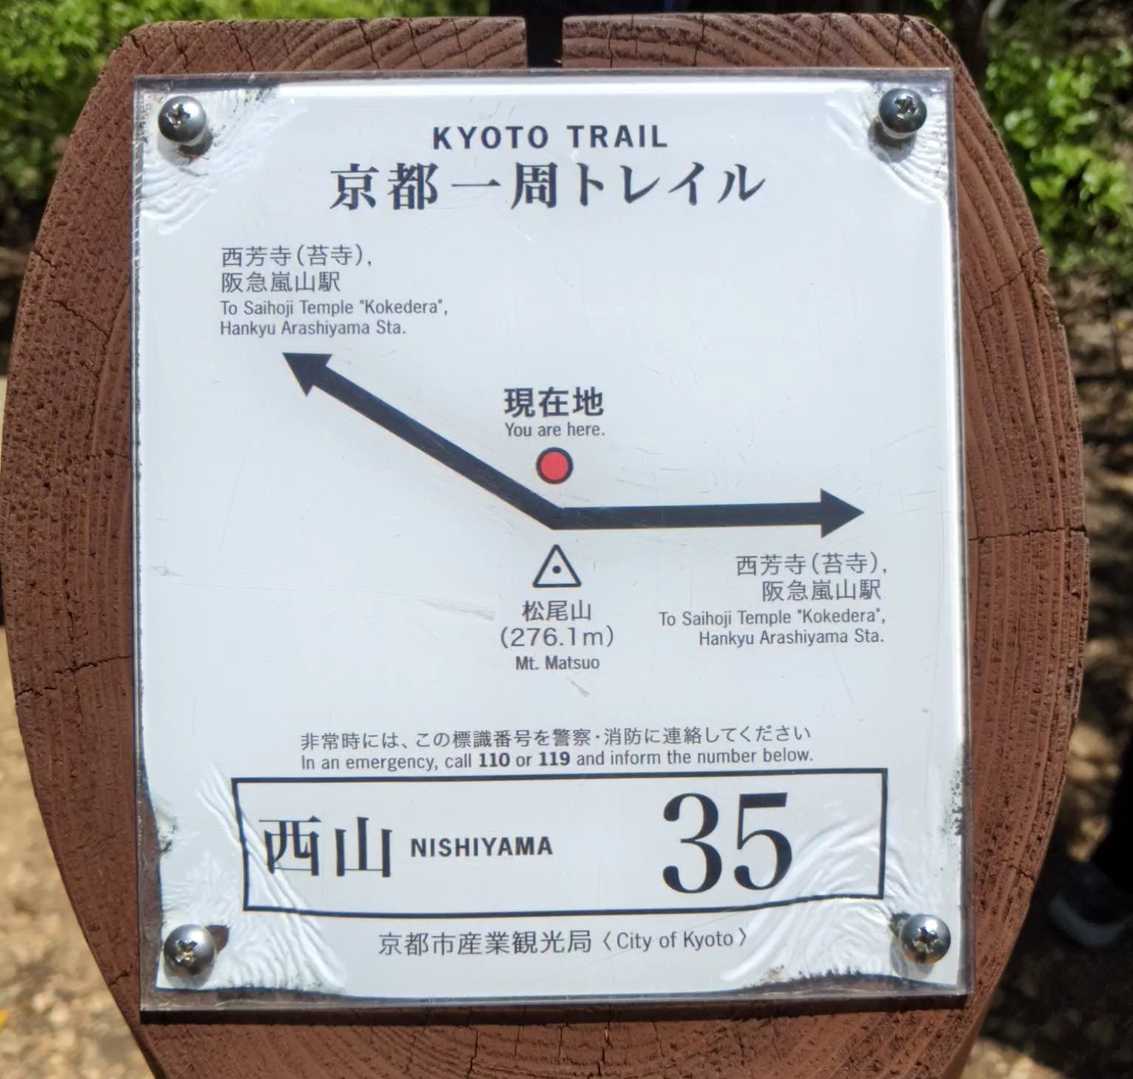 KYOTO TRAIL
京都一周トレイル
西芳寺(苔寺),
阪急嵐山駅
To Saihoji Temple "Kokedera",
Hankyu Arashiyama Sta.
現在地
You are here.
西芳寺(苔寺),
阪急嵐山駅
To Saihoji Temple "Kokedera",
Hankyu Arashiyama Sta.
松尾山
(276.1m)
Mt. Matsuo
非常時には、この標識番号を警察・消防に連絡してください
In an emergency, call 110 or 119 and inform the number below.
西山 NISHIYAMA 35
京都市産業観光局〈City of Kyoto〉